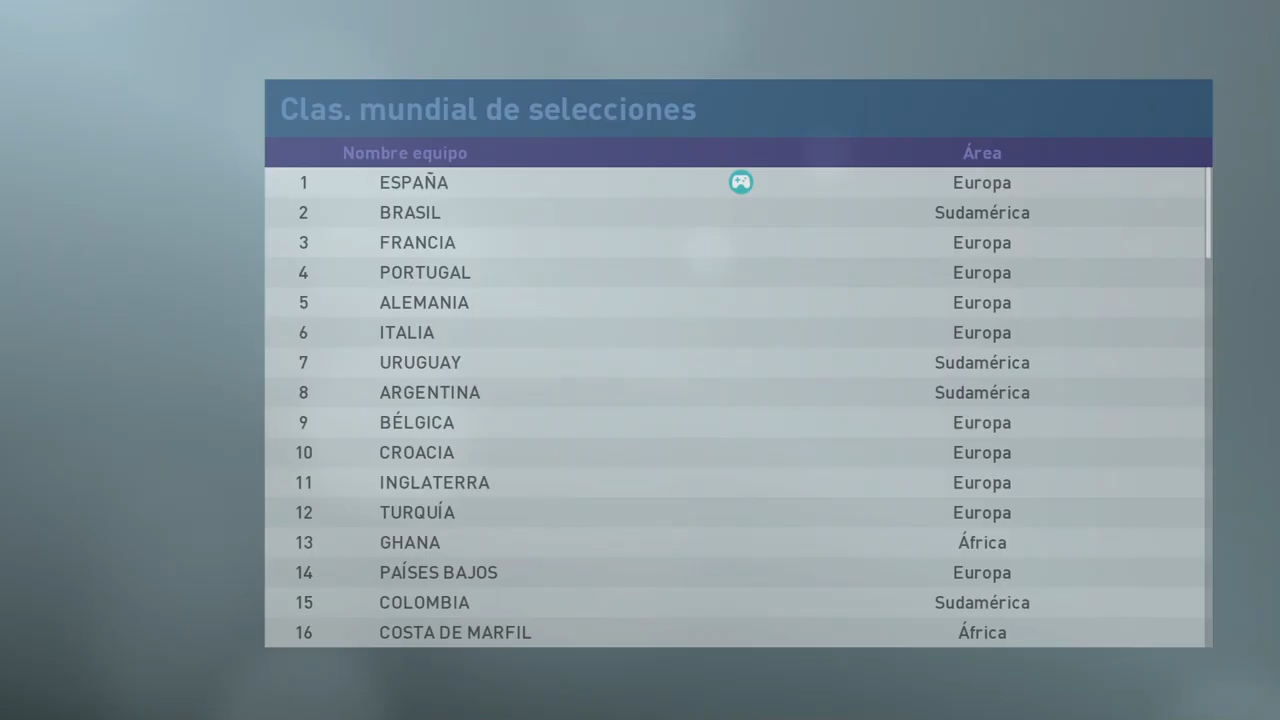 Clas. mundial de selecciones
Nombre equipo Área
1 ESPAÑA Europa
2 BRASIL Sudamérica
3 FRANCIA Europa
4 PORTUGAL Europa
5 ALEMANIA Europa
6 ITALIA Europa
7 URUGUAY Sudamérica
8 ARGENTINA Sudamérica
9 BÉLGICA Europa
10 CROACIA Europa
11 INGLATERRA Europa
12 TURQUÍA Europa
13 GHANA África
14 PAÍSES BAJOS Europa
15 COLOMBIA Sudamérica
16 COSTA DE MARFIL África